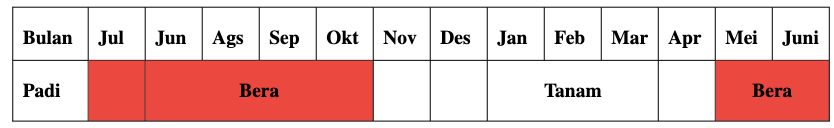 Bulan Jul Jun Ags Sep Okt Nov Des Jan Feb Mar Apr Mei Juni
Padi Bera Tanam Bera